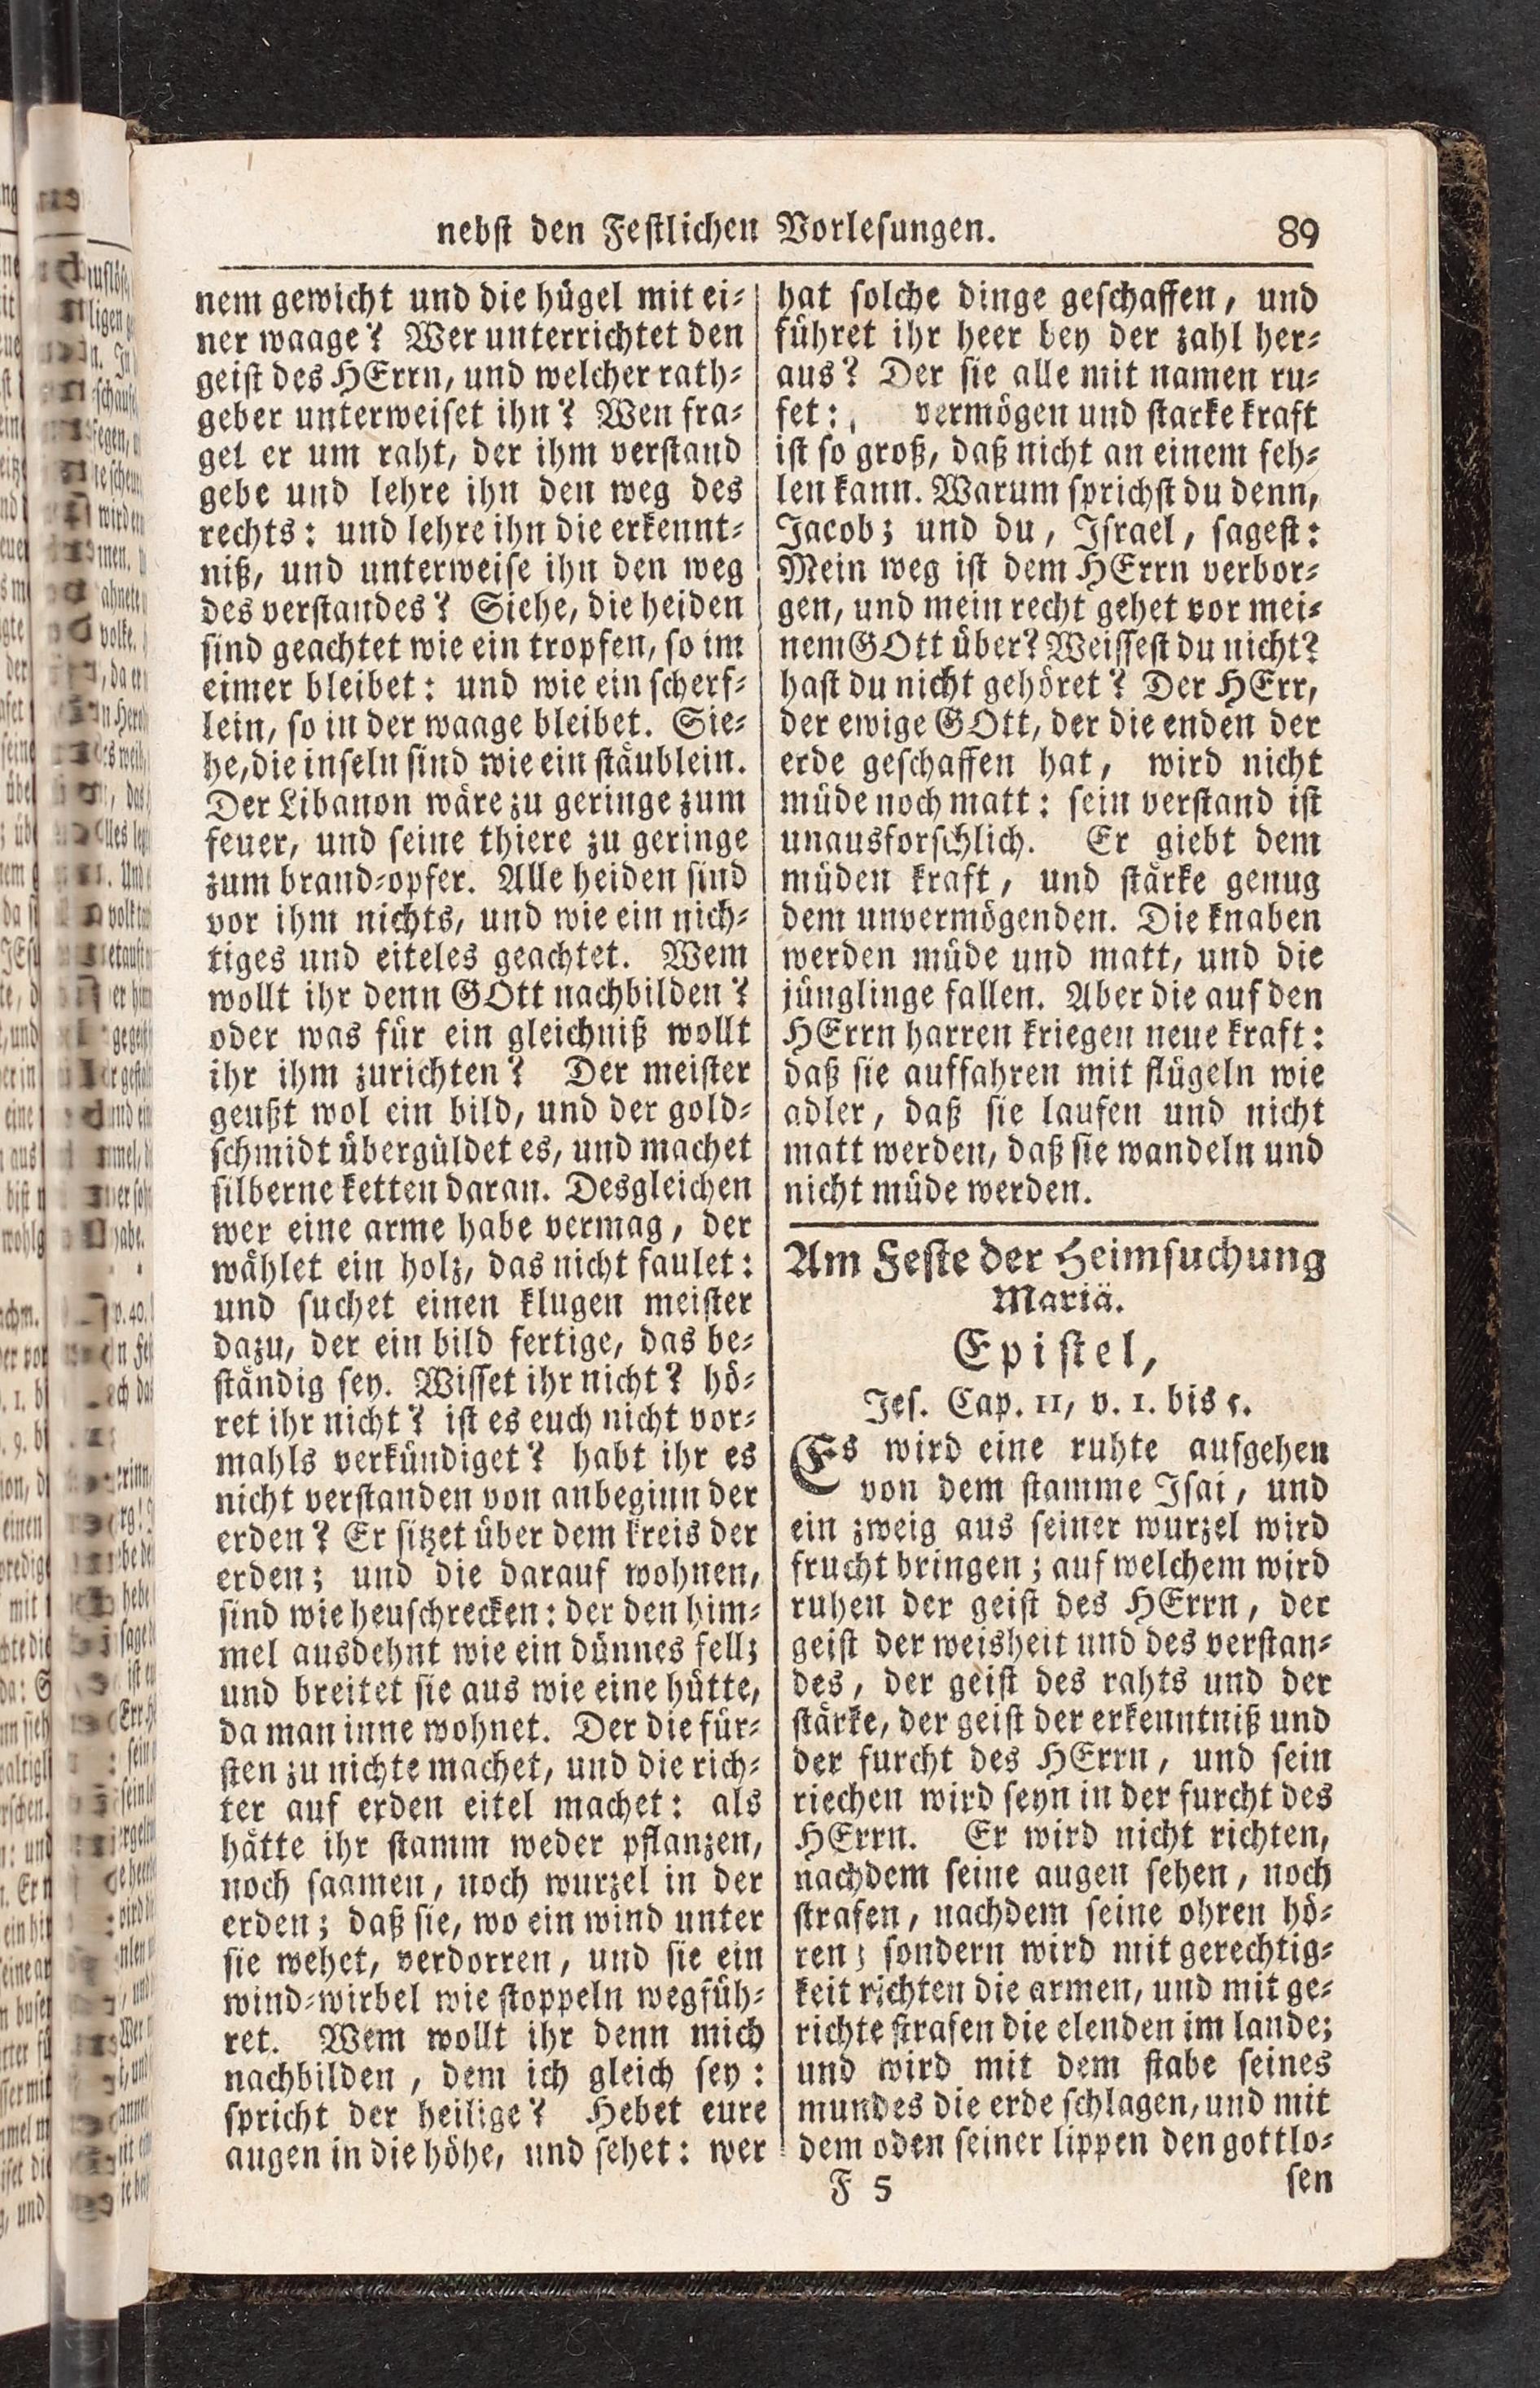 nebst den Festlichen Vorlesungen. 89
nem gewicht und die hügel mit ei-
ner waage? Wer unterrichtet den
geist des HErrn, und welcher rath-
geber unterweiset ihn? Wen fra-
get er um raht, der ihm verstand
gebe und lehre ihn den weg des
rechts: und lehre ihn die erkennt-
niß, und unterweise ihn den weg
des verstandes? Siehe, die heiden
sind geachtet wie ein tropfen, so im
eimer bleibet: und wie ein scherf-
lein, so in der waage bleibet. Sie-
he, die inseln sind wie ein stäublein.
Der Libanon wäre zu geringe zum
feuer, und seine thiere zu geringe
zum brand-opfer. Alle heiden sind
vor ihm nichts, und wie ein nich-
tiges und eiteles geachtet. Wem
wollt ihr denn GOtt nachbilden?
oder was für ein gleichniß wollt
ihr ihm zurichten? Der meister
geußt wol ein bild, und der gold-
schmidt übergüldet es, und machet
silberne ketten daran. Desgleichen
wer eine arme habe vermag, der
wählet ein holz, das nicht faulet:
und suchet einen klugen meister
dazu, der ein bild fertige, das be-
ständig sey. Wisset ihr nicht? hö-
ret ihr nicht? ist es euch nicht vor-
mahls verkündiget? habt ihr es
nicht verstanden von anbeginn der
erden? Er sitzet über dem kreis der
erden; und die darauf wohnen,
sind wie heuschrecken: der den him-
mel ausdehnt wie ein dünnes fell;
und breitet sie aus wie eine hütte,
da man inne wohnet. Der die für-
sten zu nichte machet, und die rich-
ter auf erden eitel machet: als
hätte ihr stamm weder pflanzen,
noch saamen, noch wurzel in der
erden; daß sie, wo ein wind unter
sie wehet, verdorren, und sie ein
wind-wirbel wie stoppeln wegfüh-
ret. Wem wollt ihr denn mich
nachbilden, dem ich gleich sey:
spricht der heilige? Hebet eure
augen in die höhe, und sehet: wer
hat solche dinge geschaffen, und
führet ihr heer bey der zahl her-
aus? Der sie alle mit namen ru-
fet: vermögen und starke kraft
ist so groß, daß nicht an einem feh-
len kann. Warum sprichst du denn,
Jacob; und du, Israel, sagest:
Mein weg ist dem HErrn verbor-
gen, und mein recht gehet vor mei-
nem GOtt über? Weissest du nicht?
hast du nicht gehöret? Der HErr,
der ewige GOtt, der die enden der
erde geschaffen hat, wird nicht
müde noch matt: sein verstand ist
unausforschlich. Er giebt dem
müden kraft, und stärke genug
dem unvermögenden. Die knaben
werden müde und matt, und die
jünglinge fallen. Aber die auf den
HErrn harren kriegen neue kraft:
daß sie auffahren mit flügeln wie
adler, daß sie laufen und nicht
matt werden, daß sie wandeln und
nicht müde werden.
Am Feste der Heimsuchung
Mariä.
Epistel,
Jes. Cap. 11, v. 1. bis 5.
Es wird eine ruhte aufgehen
von dem stamme Isai, und
ein zweig aus seiner wurzel wird
frucht bringen; auf welchem wird
ruhen der geist des HErrn, der
geist der weisheit und des verstan-
des, der geist des rahts und der
stärke, der geist der erkenntniß und
der furcht des HErrn, und sein
riechen wird seyn in der furcht des
HErrn. Er wird nicht richten,
nachdem seine augen sehen, noch
strafen, nachdem seine ohren hö-
ren; sondern wird mit gerechtig-
keit richten die armen, und mit ge-
richte strafen die elenden im lande;
und wird mit dem stabe seines
mundes die erde schlagen, und mit
dem oden seiner lippen den gottlo-
F 5 sen